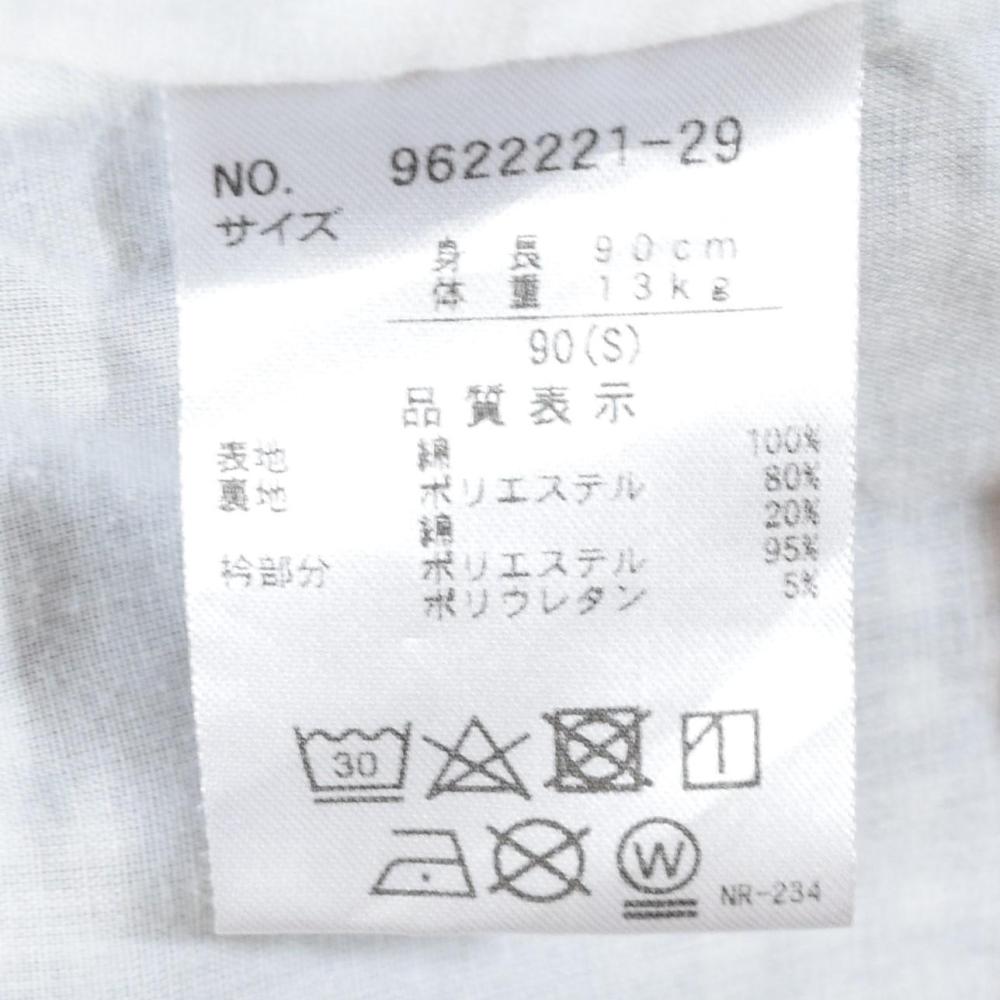 NO. 9622221-29
サイズ
身長 90cm
体重 13kg
90(S)
品質表示
表地 綿 100%
裏地 ポリエステル 80%
綿 20%
衿部分 ポリエステル 95%
ポリウレタン 5%
30
W
NR-234